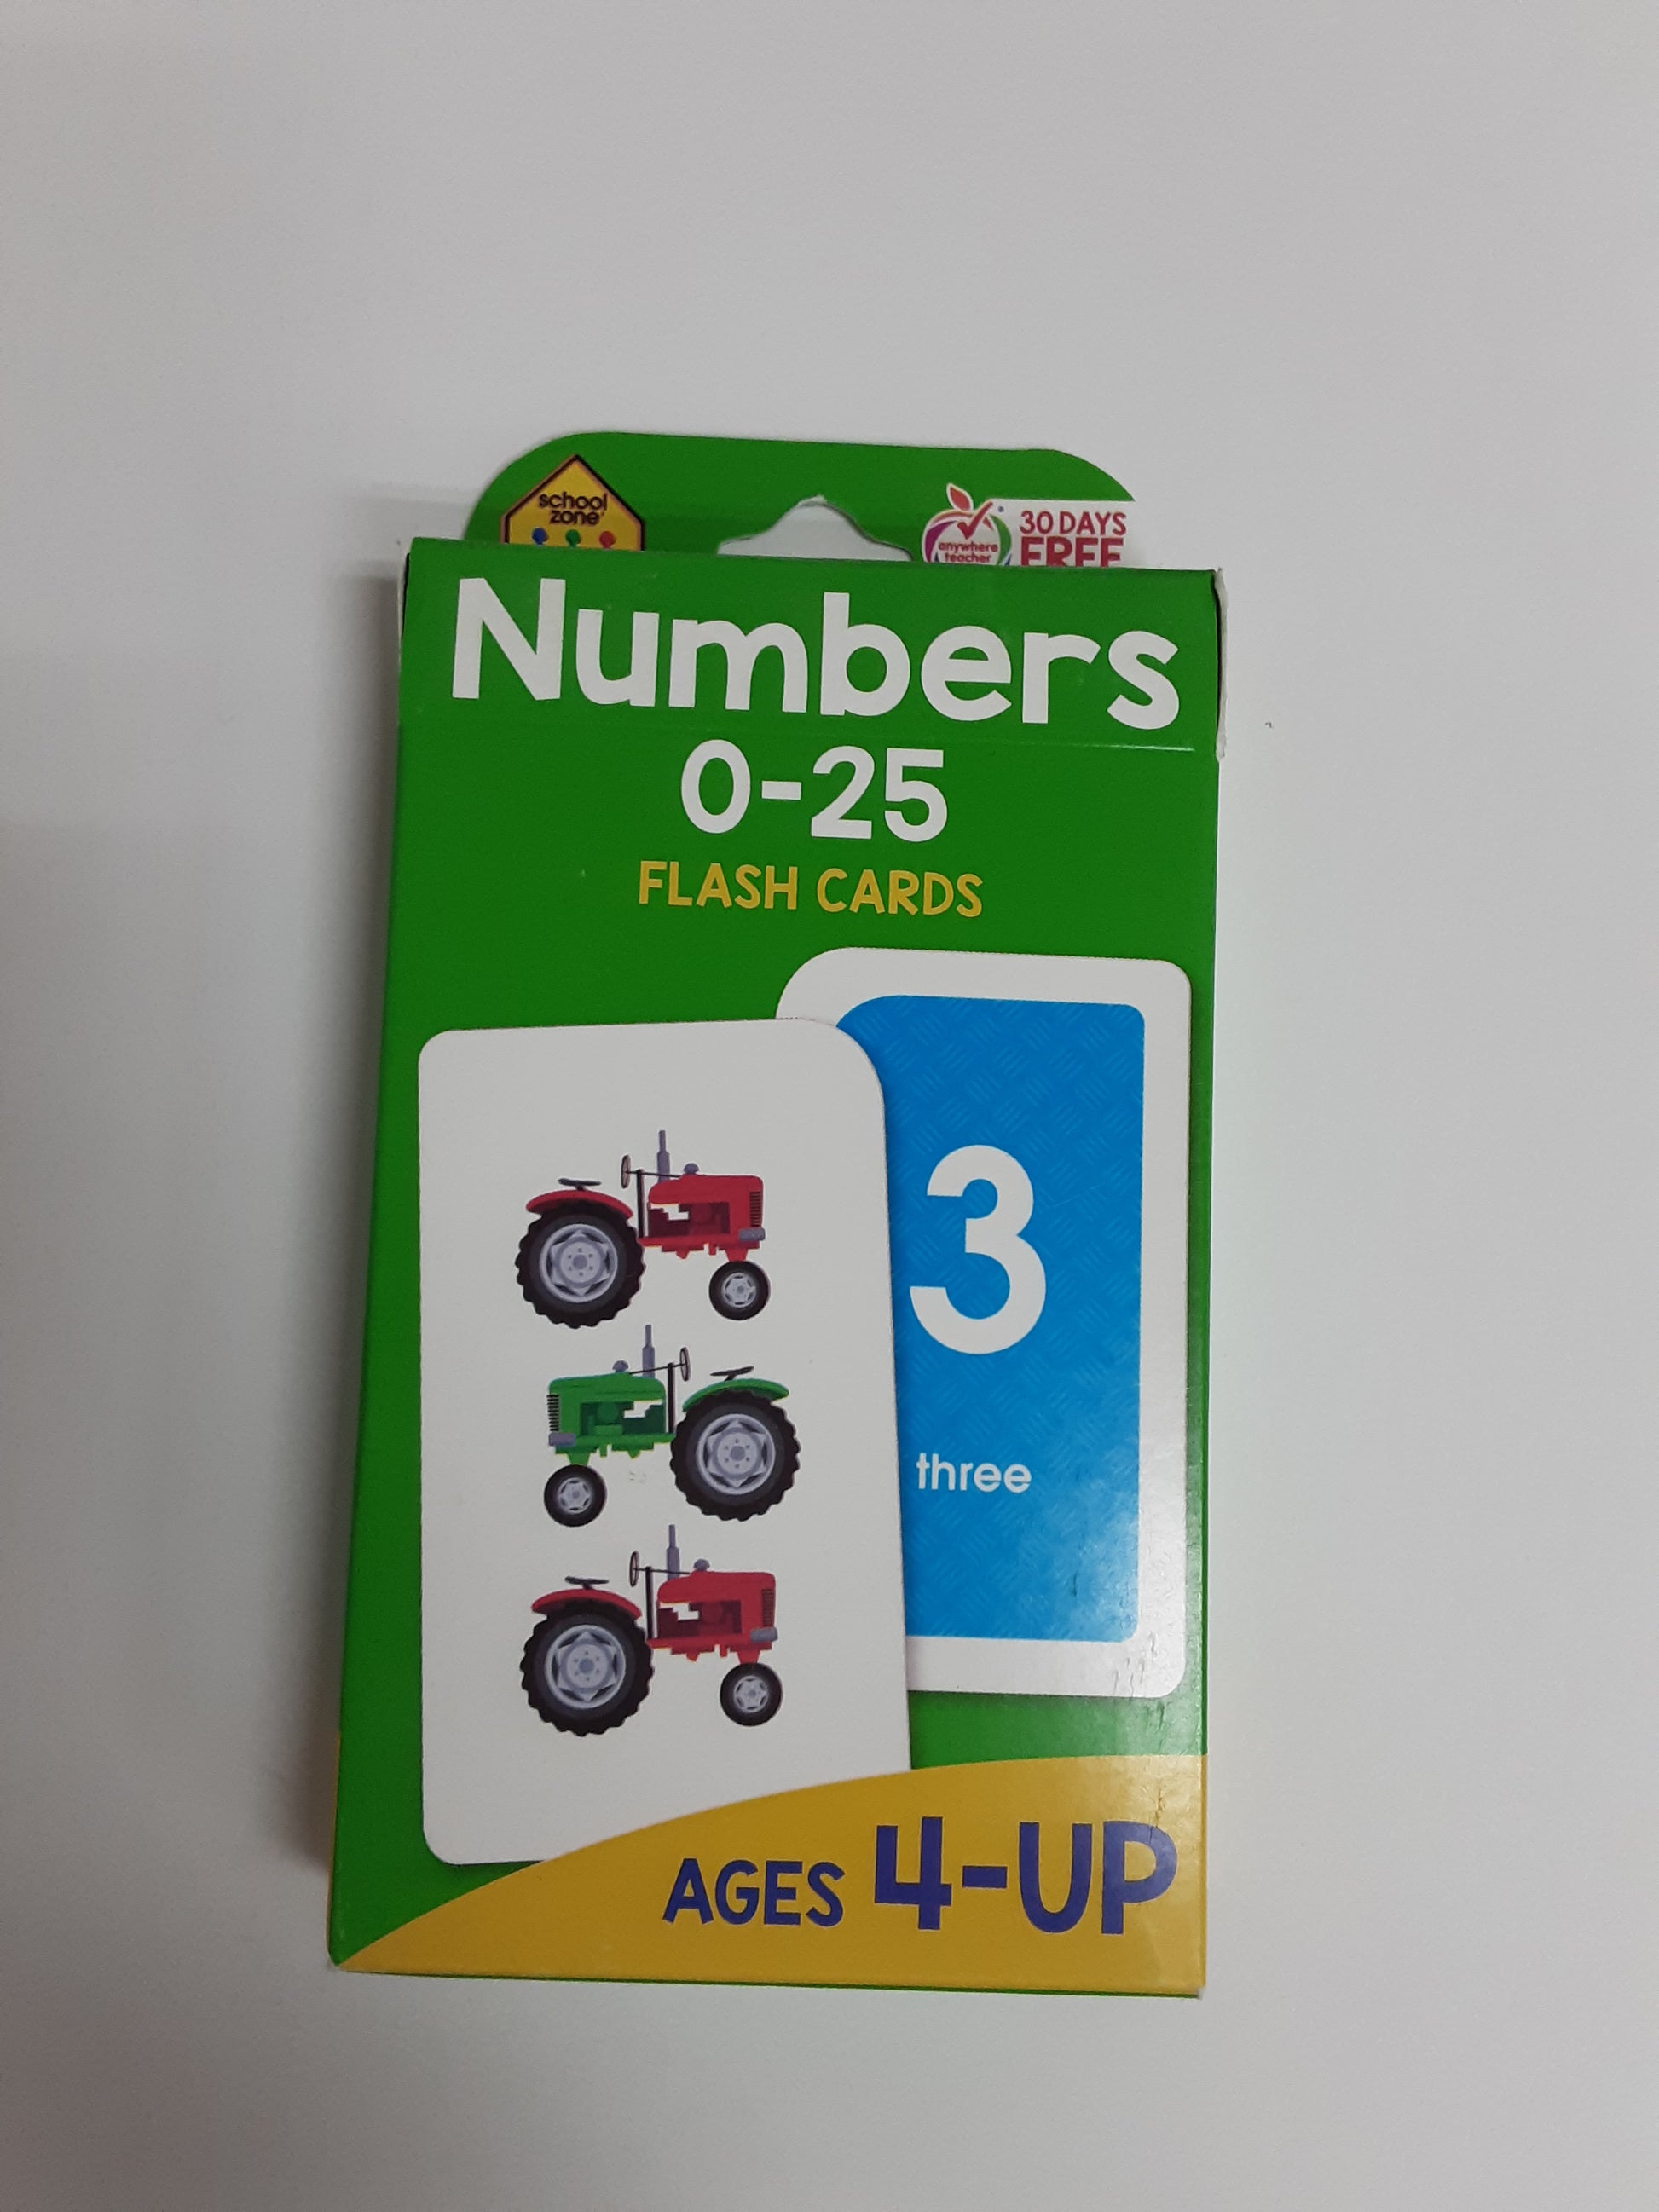 school
zone®
anywhere
teacher
30 DAYS
FREE
Numbers
0-25
FLASH CARDS
3
three
AGES 4-UP